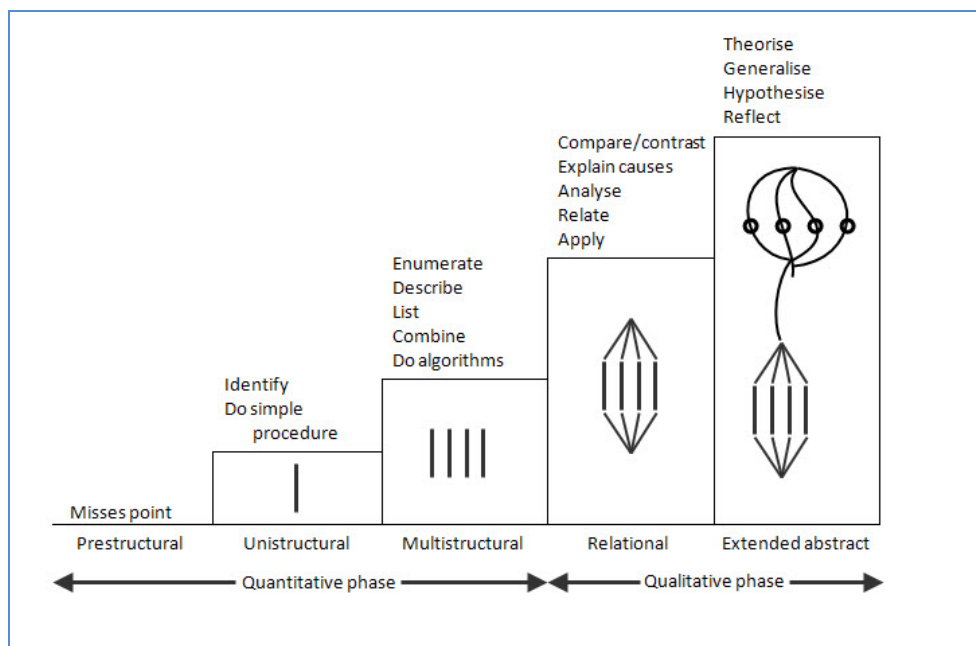 Theorise
Generalise
Hypothesise
Reflect
Compare/contrast
Explain causes
Analyse
Relate
Apply
Enumerate
Describe
List
Combine
Do algorithms
Identify
Do simple
procedure
Misses point
Prestructural Unistructural Multistructural Relational Extended abstract
Quantitative phase Qualitative phase